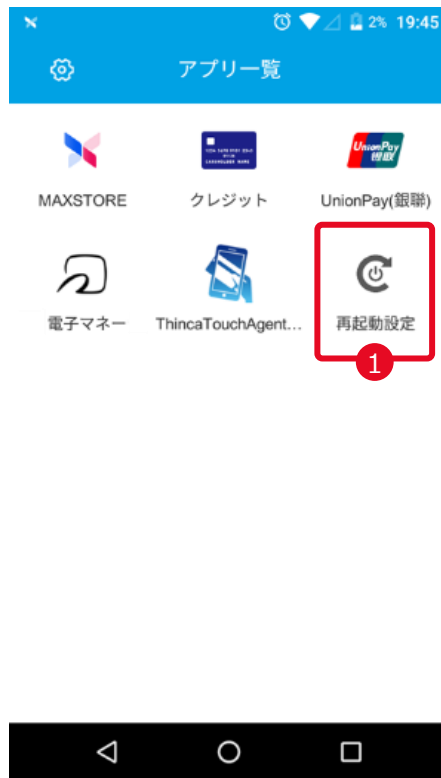 2% 19:45
アプリ一覧
UnionPay
银联
MAXSTORE
クレジット
UnionPay(銀聯)
電子マネー
ThincaTouchAgent...
再起動設定
1